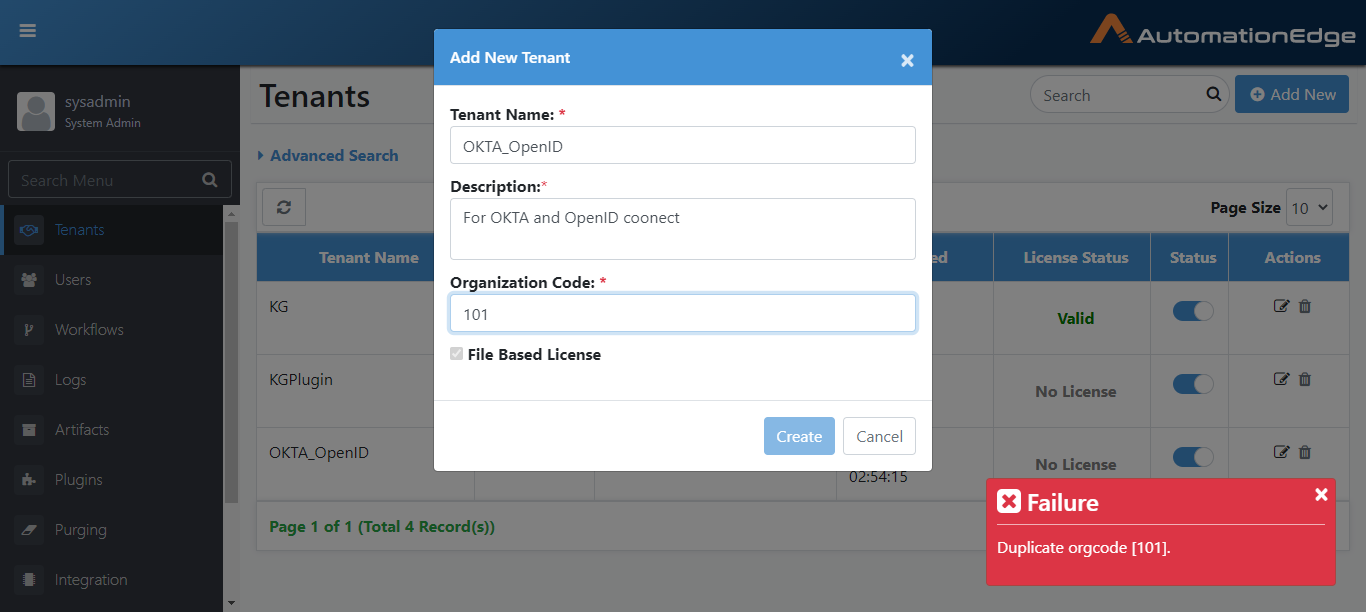 AutomationEdge
sysadmin
System Admin
Search Menu
Tenants
Users
Workflows
Logs
Artifacts
Plugins
Purging
Integration
Tenants
Search
Add New
Advanced Search
Page Size 10
Tenant Name
ed
License Status
Status
Actions
KG
Valid
KGPlugin
No License
OKTA_OpenID
02:54:15
No License
Page 1 of 1 (Total 4 Record(s))
Add New Tenant
Tenant Name: *
OKTA_OpenID
Description:*
For OKTA and OpenID coonect
Organization Code: *
101
File Based License
Create
Cancel
Failure
Duplicate orgcode [101].